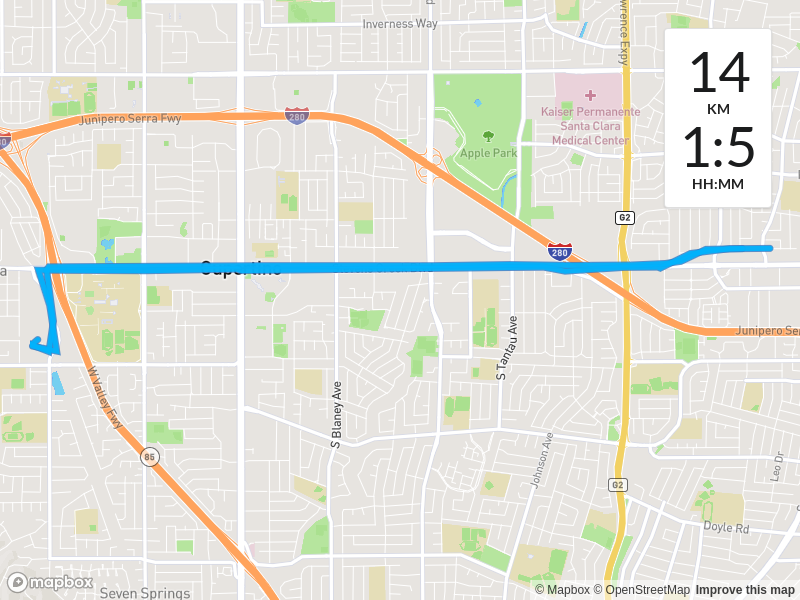 Inverness Way
Lawrence Expy
14
KM
1:5
HH:MM
Kaiser Permanente
Santa Clara
Medical Center
Junipero Serra Fwy
280
Apple Park
G2
280
Cupertino
Junipero Serra
S Tantau Ave
W Valley Fwy
S Blaney Ave
85
Johnson Ave
Leo Dr
G2
Doyle Rd
Seven Springs
mapbox
© Mapbox © OpenStreetMap Improve this map